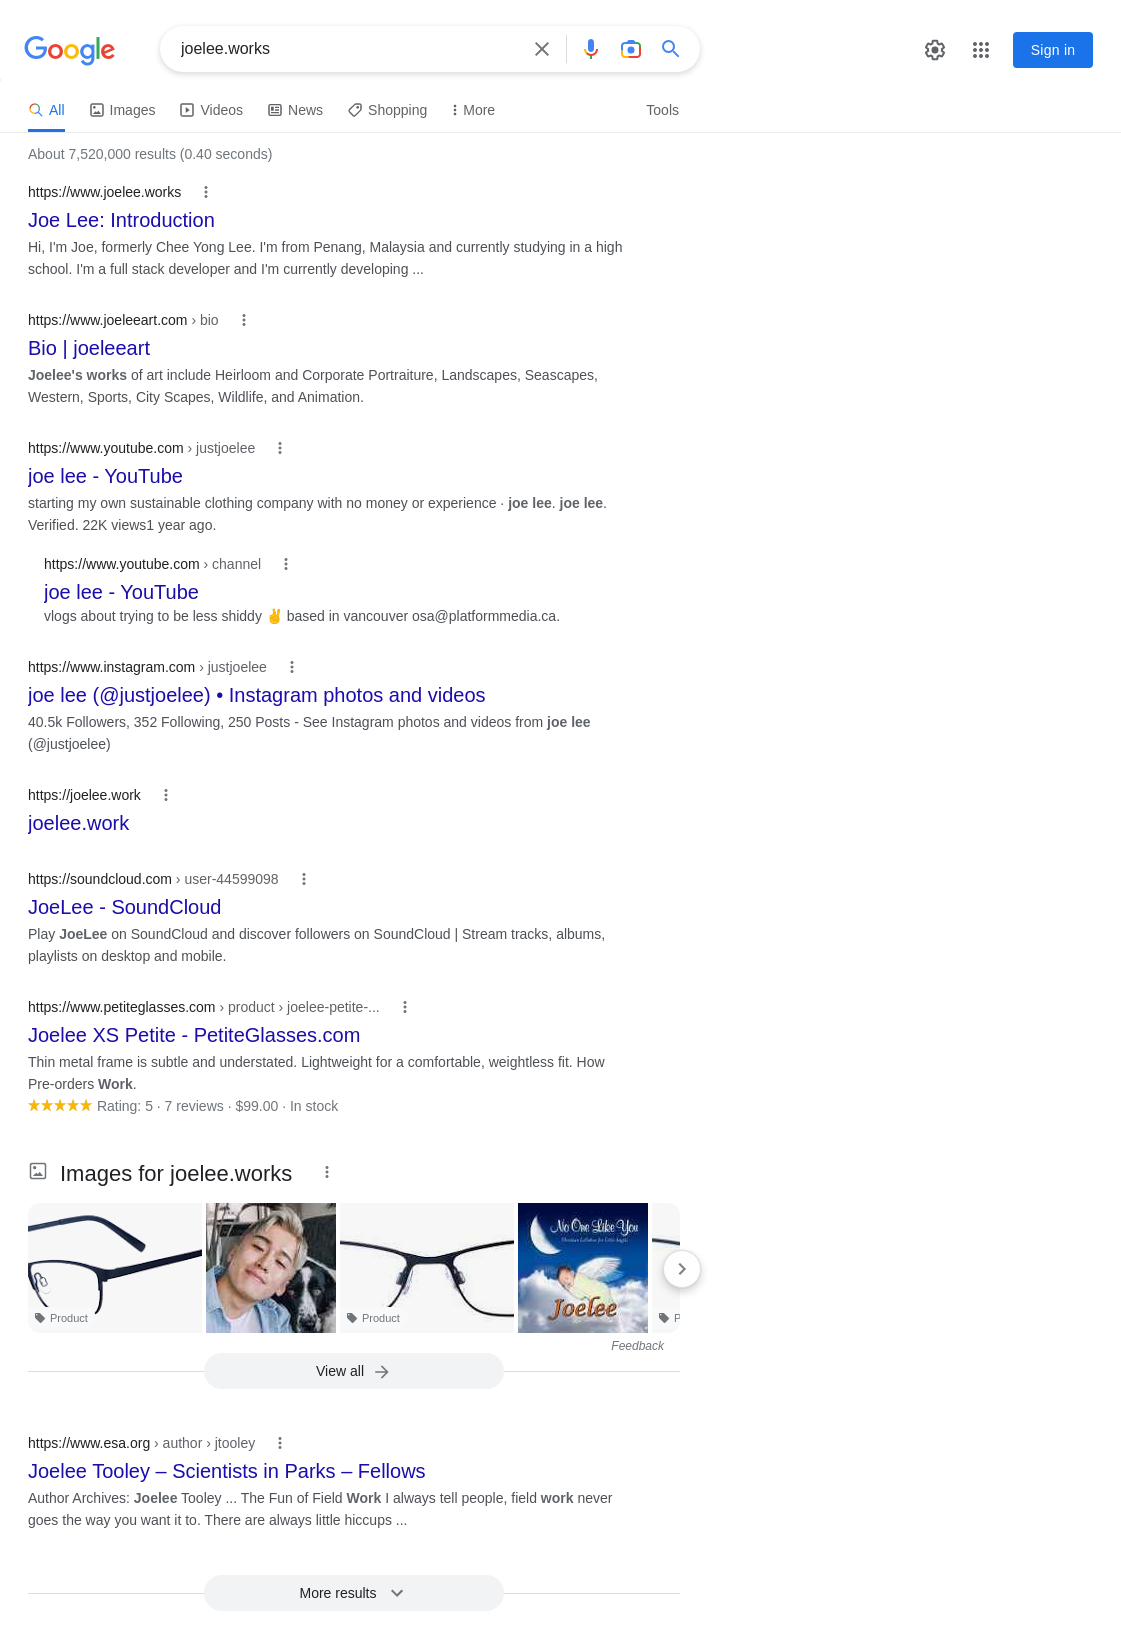 Google
joelee.works
Sign in
All
Images
Videos
News
Shopping
More
Tools
About 7,520,000 results (0.40 seconds)
https://www.joelee.works
Joe Lee: Introduction
Hi, I'm Joe, formerly Chee Yong Lee. I'm from Penang, Malaysia and currently studying in a high
school. I'm a full stack developer and I'm currently developing ...
https://www.joeleeart.com › bio
Bio | joeleeart
Joelee's works of art include Heirloom and Corporate Portraiture, Landscapes, Seascapes,
Western, Sports, City Scapes, Wildlife, and Animation.
https://www.youtube.com › justjoelee
joe lee - YouTube
starting my own sustainable clothing company with no money or experience · joe lee. joe lee.
Verified. 22K views1 year ago.
https://www.youtube.com › channel
joe lee - YouTube
vlogs about trying to be less shiddy ✌️ based in vancouver osa@platformmedia.ca.
https://www.instagram.com › justjoelee
joe lee (@justjoelee) • Instagram photos and videos
40.5k Followers, 352 Following, 250 Posts - See Instagram photos and videos from joe lee
(@justjoelee)
https://joelee.work
joelee.work
https://soundcloud.com › user-44599098
JoeLee - SoundCloud
Play JoeLee on SoundCloud and discover followers on SoundCloud | Stream tracks, albums,
playlists on desktop and mobile.
https://www.petiteglasses.com › product › joelee-petite-...
Joelee XS Petite - PetiteGlasses.com
Thin metal frame is subtle and understated. Lightweight for a comfortable, weightless fit. How
Pre-orders Work.
Rating: 5 · 7 reviews · $99.00 · In stock
Images for joelee.works
No One Like You
Christian Lullabies for Little Angels
Joelee
Product
Product
P
Feedback
View all
https://www.esa.org › author › jtooley
Joelee Tooley – Scientists in Parks – Fellows
Author Archives: Joelee Tooley ... The Fun of Field Work I always tell people, field work never
goes the way you want it to. There are always little hiccups ...
More results